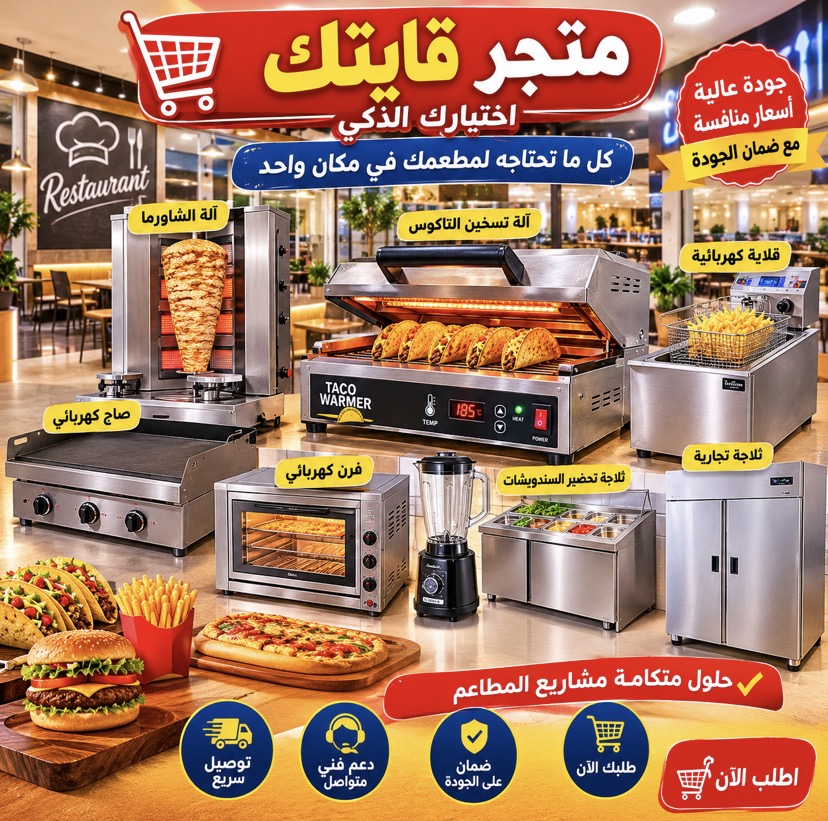 متجر قايتك
اختيارك الذكي
كل ما تحتاجه لمطعمك في مكان واحد
جودة عالية
أسعار منافسة
مع ضمان الجودة
Restaurant
آلة الشاورما
آلة تسخين التاكوس
قلاية كهربائية
TACO
WARMER
TEMP
185°c
HEAT
POWER
صاج كهربائي
فرن كهربائي
ثلاجة تحضير السندويشات
ثلاجة تجارية
حلول متكاملة مشاريع المطاعم
توصيل
سريع
دعم فني
متواصل
ضمان
على الجودة
طلبك الآن
اطلب الآن